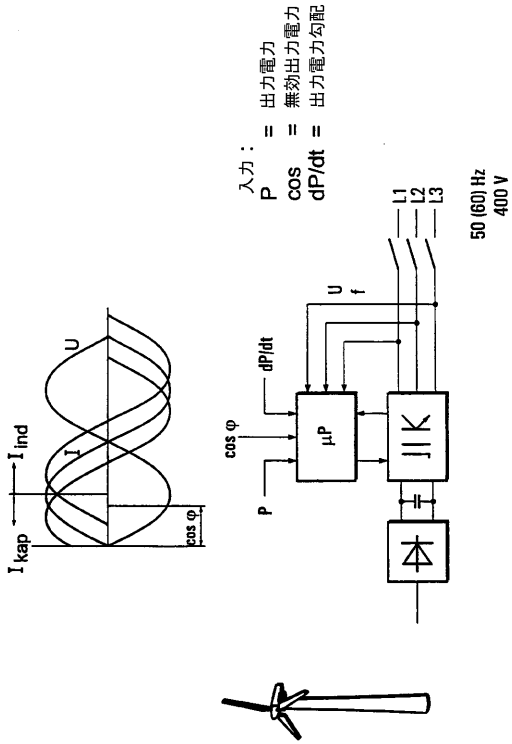 I kap
I ind
U
I
cos φ
入力：
P = 出力電力
cos = 無効出力電力
dP/dt = 出力電力勾配
P
cos φ
dP/dt
μP
U
f
L1
L2
L3
50 (60) Hz
400 V